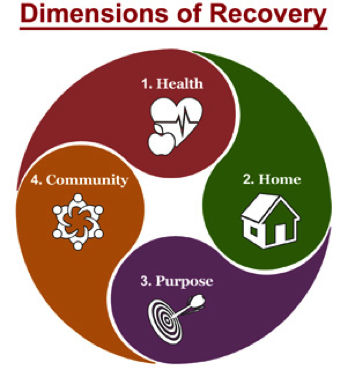 Dimensions of Recovery
1. Health
2. Home
3. Purpose
4. Community